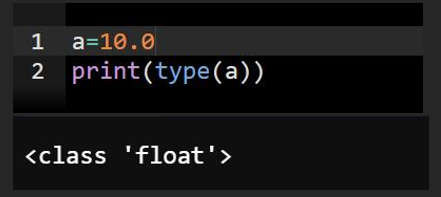 1 a=10.0
2 print(type(a))
<class 'float'>